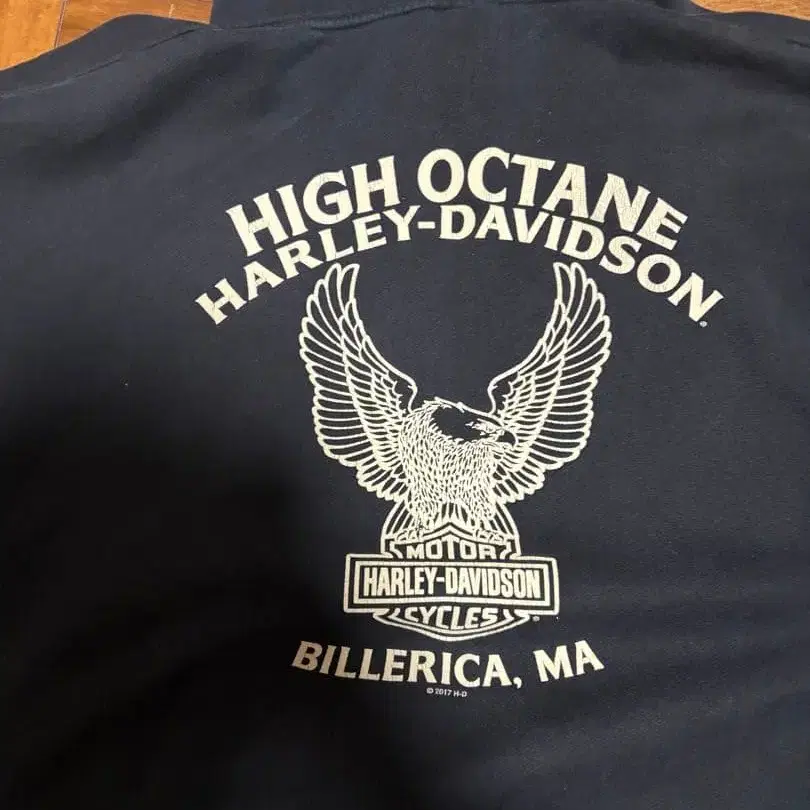 HIGH OCTANE
HARLEY-DAVIDSON®
MOTOR
HARLEY-DAVIDSON
CYCLES®
BILLERICA, MA
© 2017 H-D